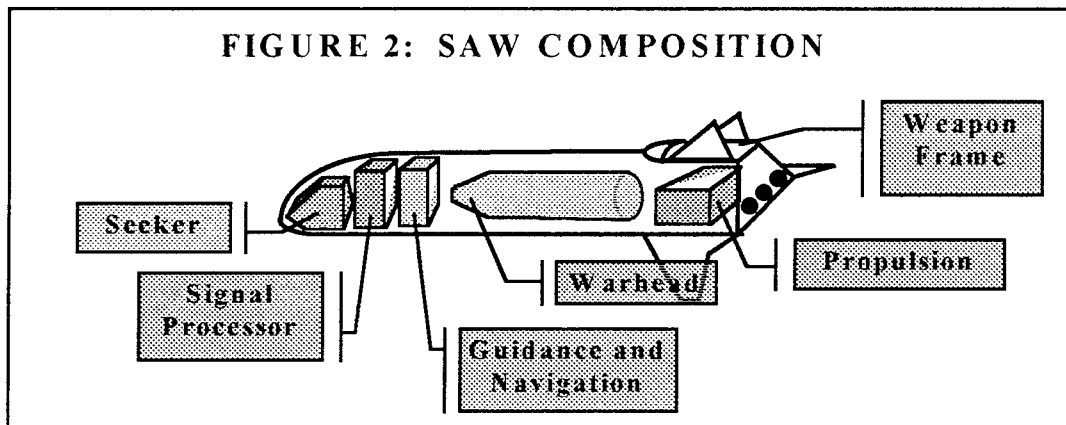 FIGURE 2: SAW COMPOSITION
Weapon
Frame
Seeker
Propulsion
Warhead
Signal
Processor
Guidance and
Navigation